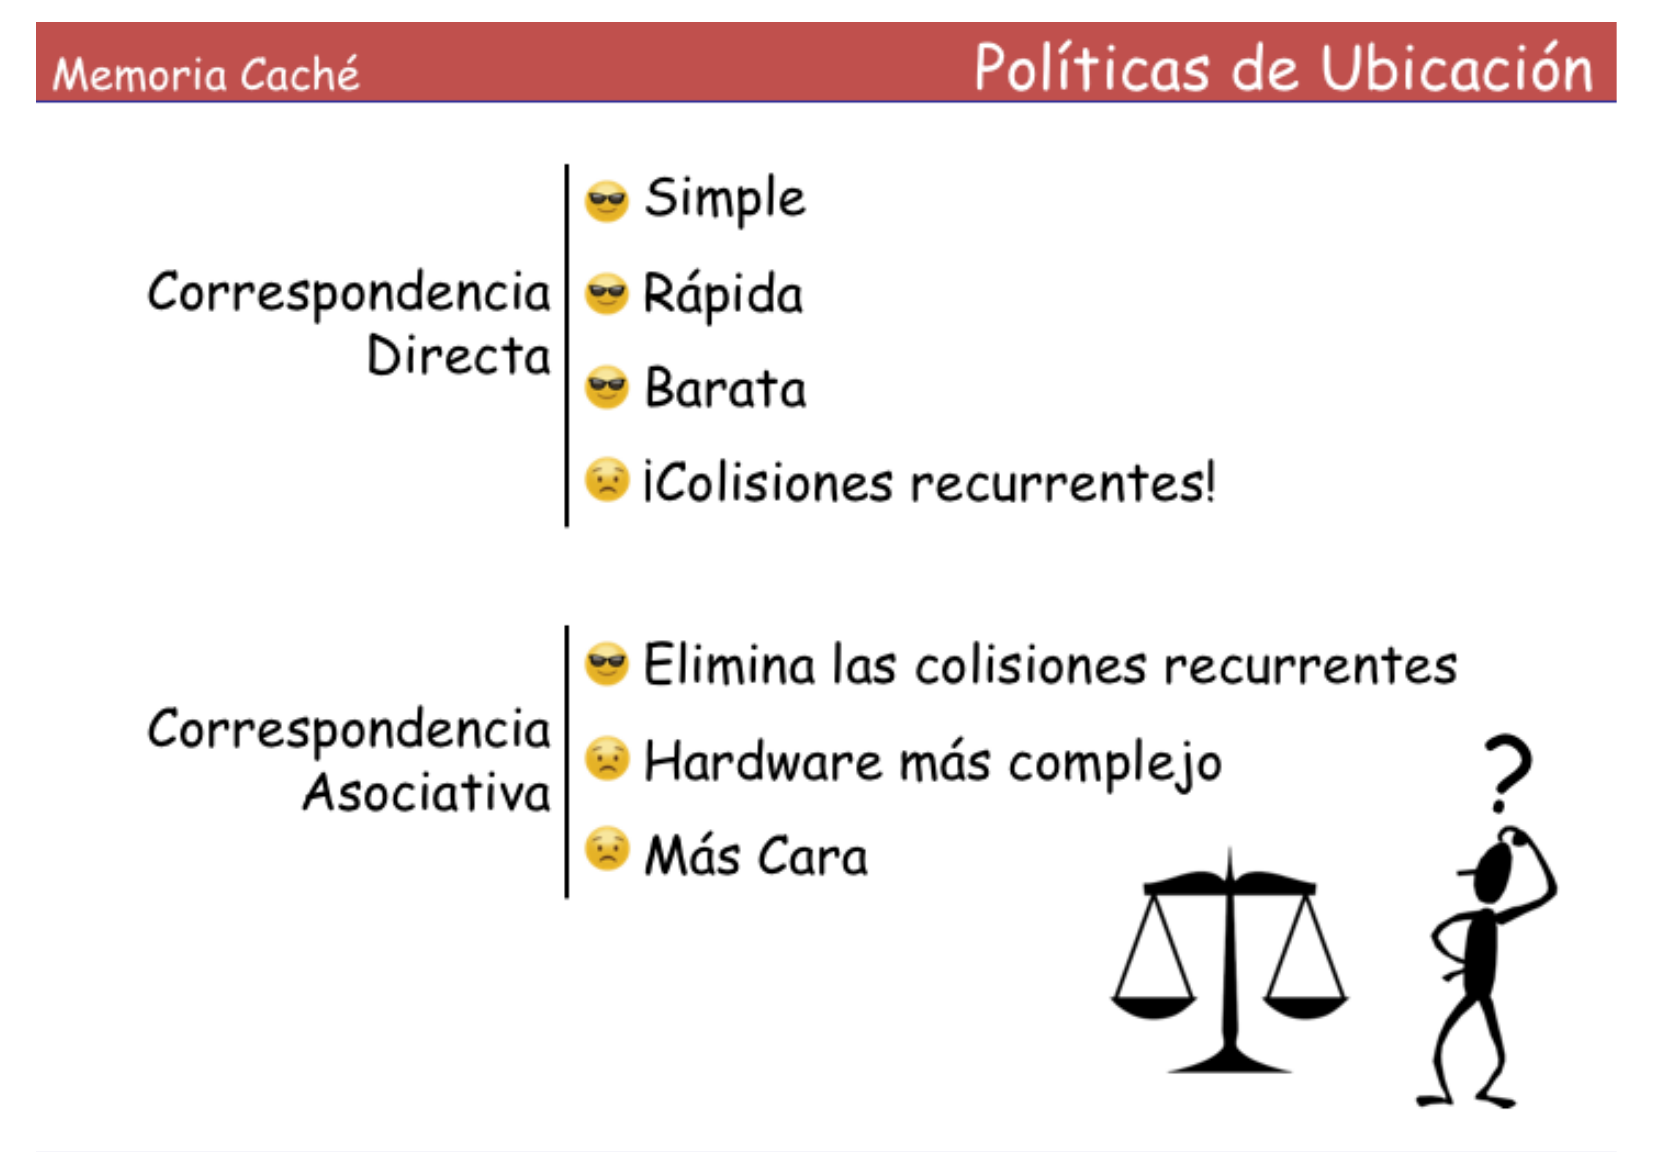 Memoria Caché
Políticas de Ubicación
Correspondencia
Directa
😎 Simple
😎 Rápida
😎 Barata
😟 ¡Colisiones recurrentes!
Correspondencia
Asociativa
😎 Elimina las colisiones recurrentes
😟 Hardware más complejo
😟 Más Cara
?